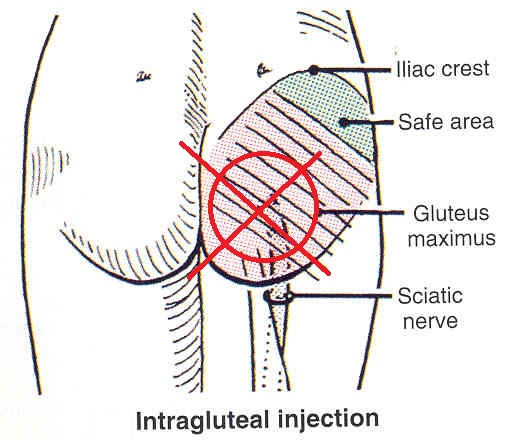 Iliac crest
Safe area
Gluteus
maximus
Sciatic
nerve
Intragluteal injection